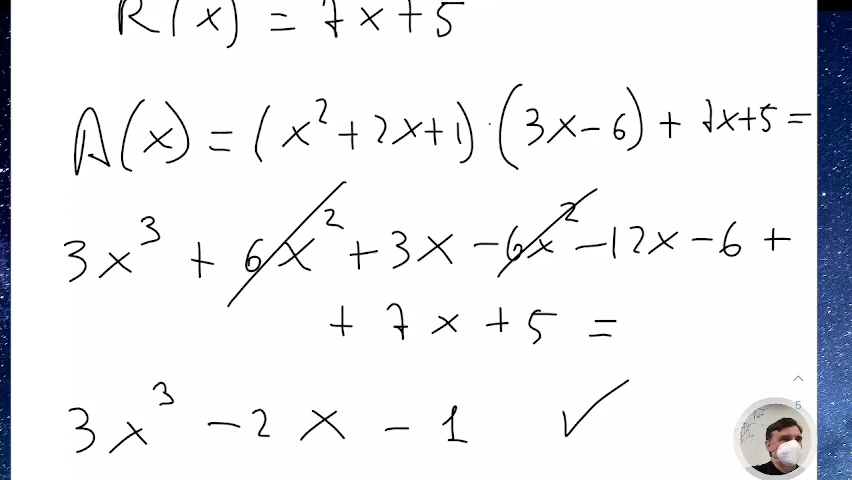 R(x) = 7x+5
A(x) = (x²+2x+1)·(3x-6) + 7x+5 =
3x³ + 6x² + 3x - 6x² - 12x - 6 +
+ 7x + 5 =
3x³ - 2x - 1 ✓
5